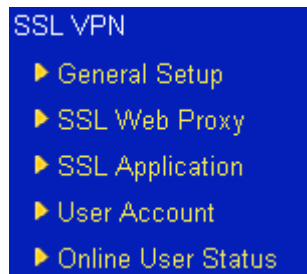 SSL VPN
General Setup
SSL Web Proxy
SSL Application
User Account
Online User Status